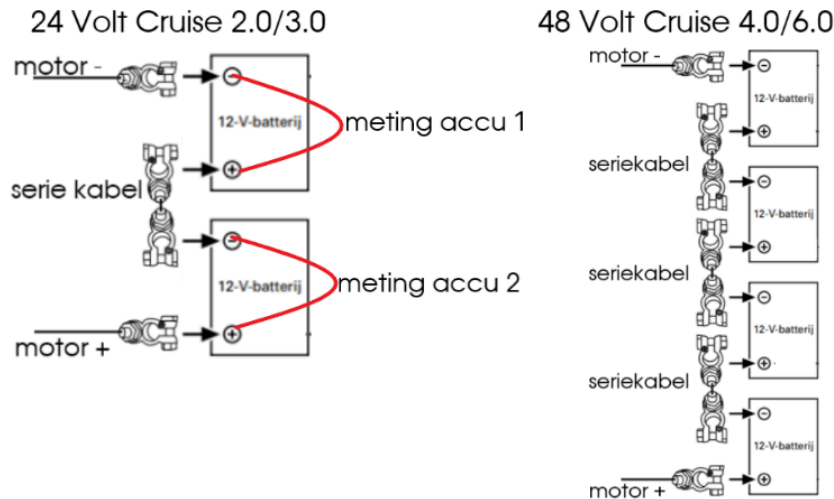 24 Volt Cruise 2.0/3.0
motor -
12-V-batterij
meting accu 1
serie kabel
12-V-batterij
meting accu 2
motor +
48 Volt Cruise 4.0/6.0
motor -
12-V-batterij
seriekabel
12-V-batterij
seriekabel
12-V-batterij
seriekabel
12-V-batterij
motor +